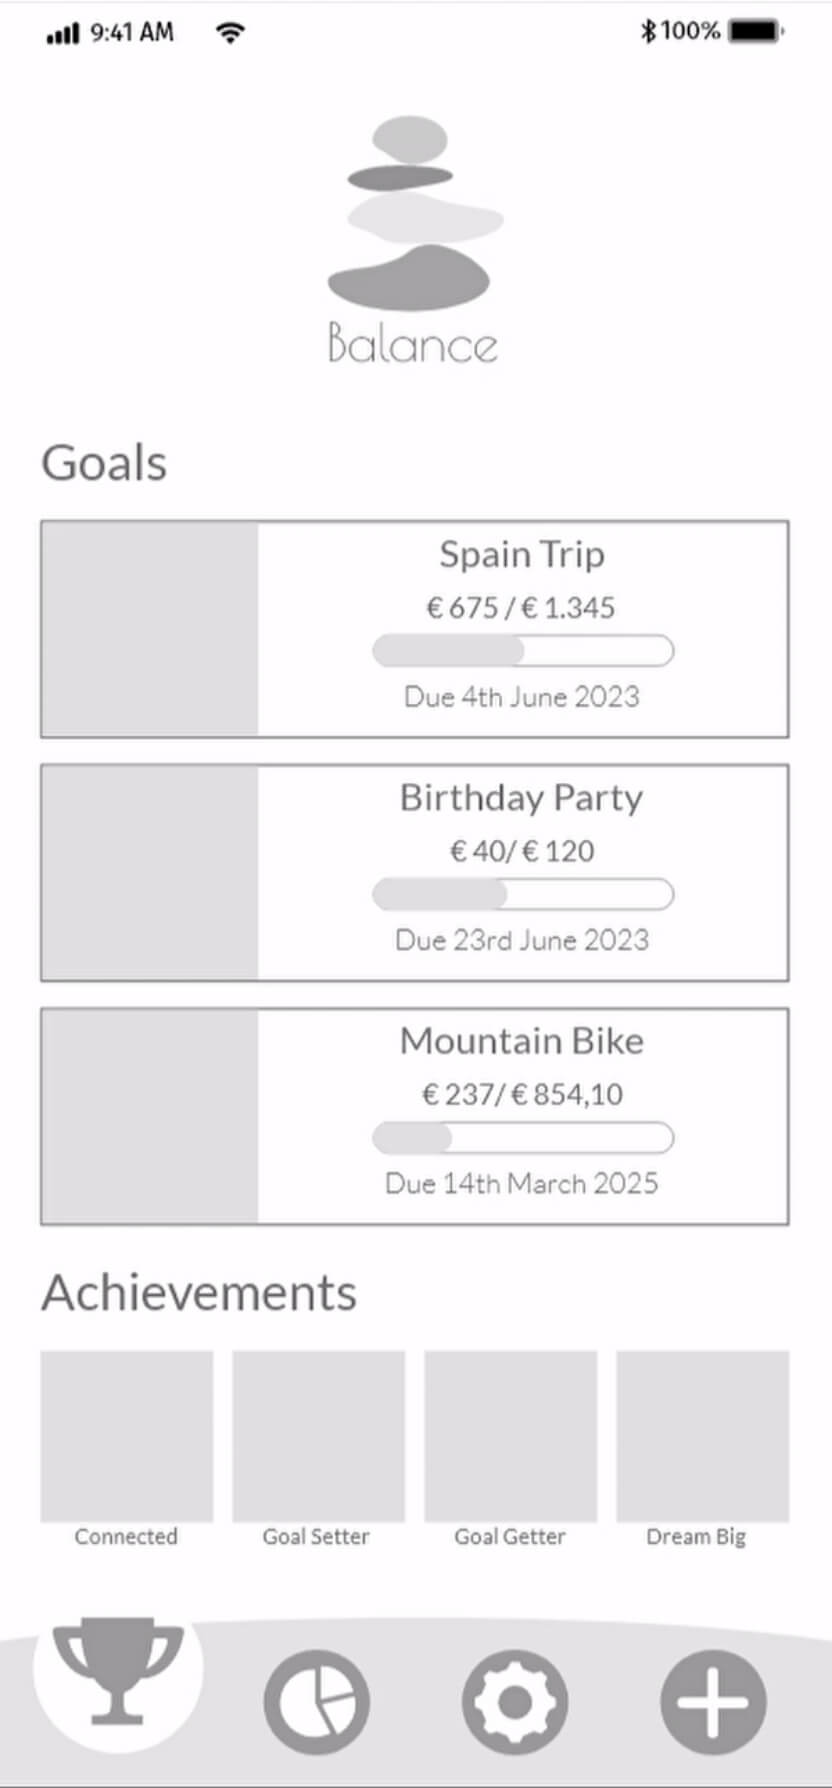 9:41 AM 100%
Balance
Goals
Spain Trip
€ 675 / € 1.345
Due 4th June 2023
Birthday Party
€ 40/ € 120
Due 23rd June 2023
Mountain Bike
€ 237/ € 854,10
Due 14th March 2025
Achievements
Connected Goal Setter Goal Getter Dream Big